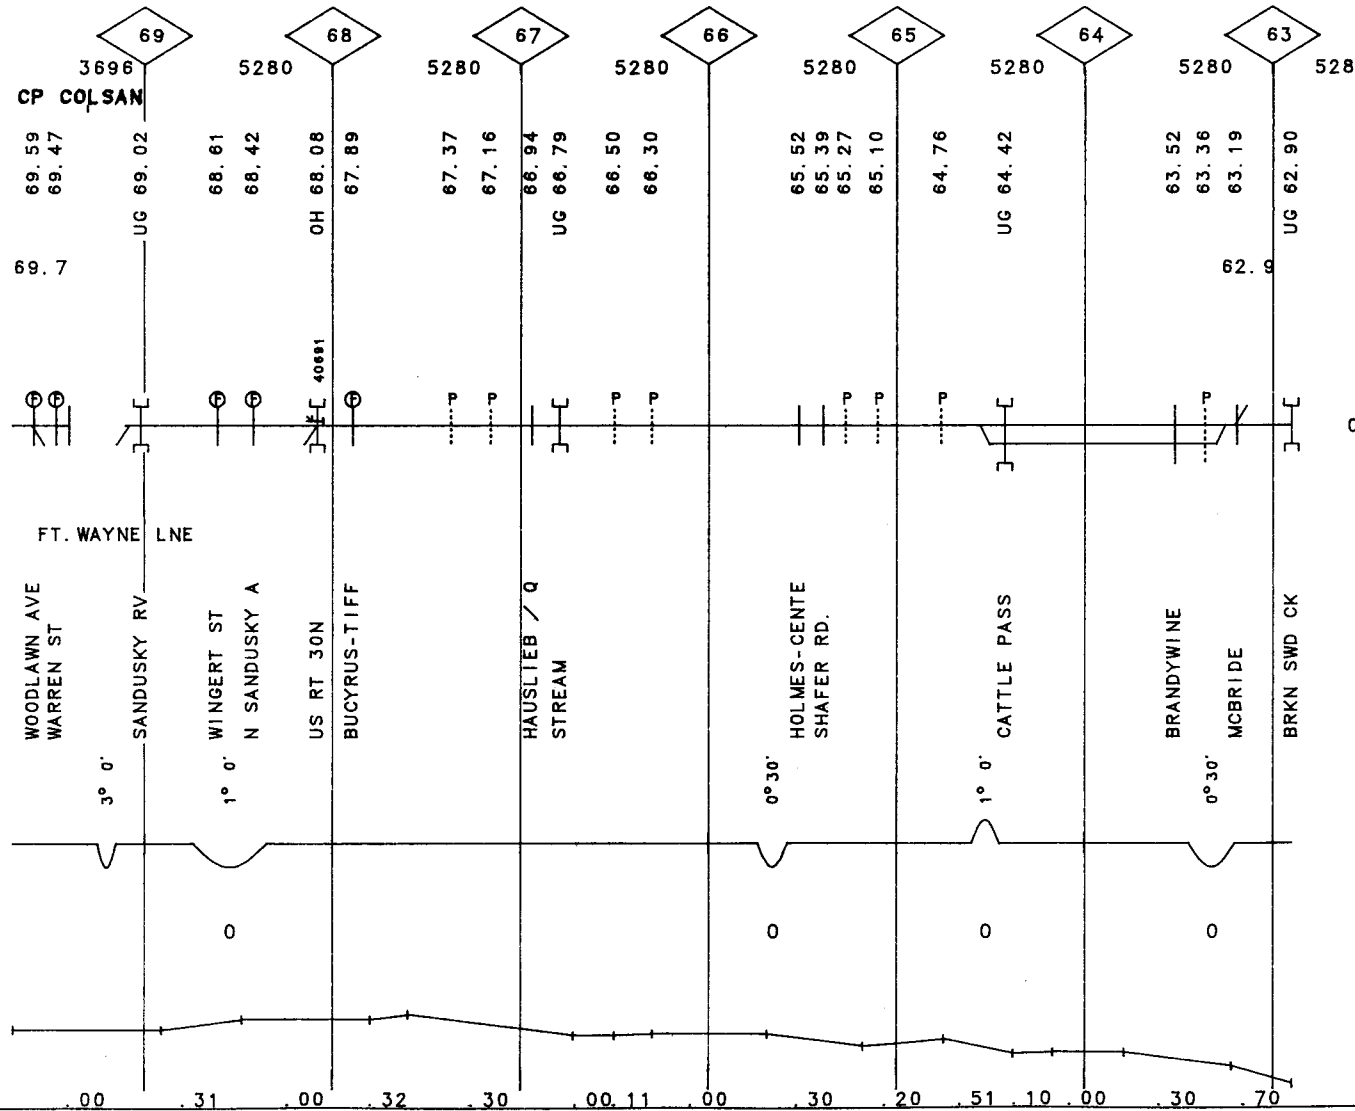 69 68 67 66 65 64 63
3696 5280 5280 5280 5280 5280 5280 528
CP COLSAN
69.59
69.47
UG 69.02
68.61
68.42
OH 68.08
67.89
67.37
67.16
66.94
UG 66.79
66.50
66.30
65.52
65.39
65.27
65.10
64.76
UG 64.42
63.52
63.36
63.19
UG 62.90
69.7 62.9
40691
P P P P P P P P P P P P
FT. WAYNE LNE
WOODLAWN AVE
WARREN ST
SANDUSKY RV
WINGERT ST
N SANDUSKY A
US RT 30N
BUCYRUS-TIFF
HAUSLIEB / Q
STREAM
HOLMES-CENTE
SHAFER RD.
CATTLE PASS
BRANDYWINE
MCBRIDE
BRKN SWD CK
3° 0'
1° 0'
0° 30'
1° 0'
0° 30'
0 0 0 0
.00 .31 .00 .32 .30 .00 .11 .00 .30 .20 .51 .10 .00 .30 .70